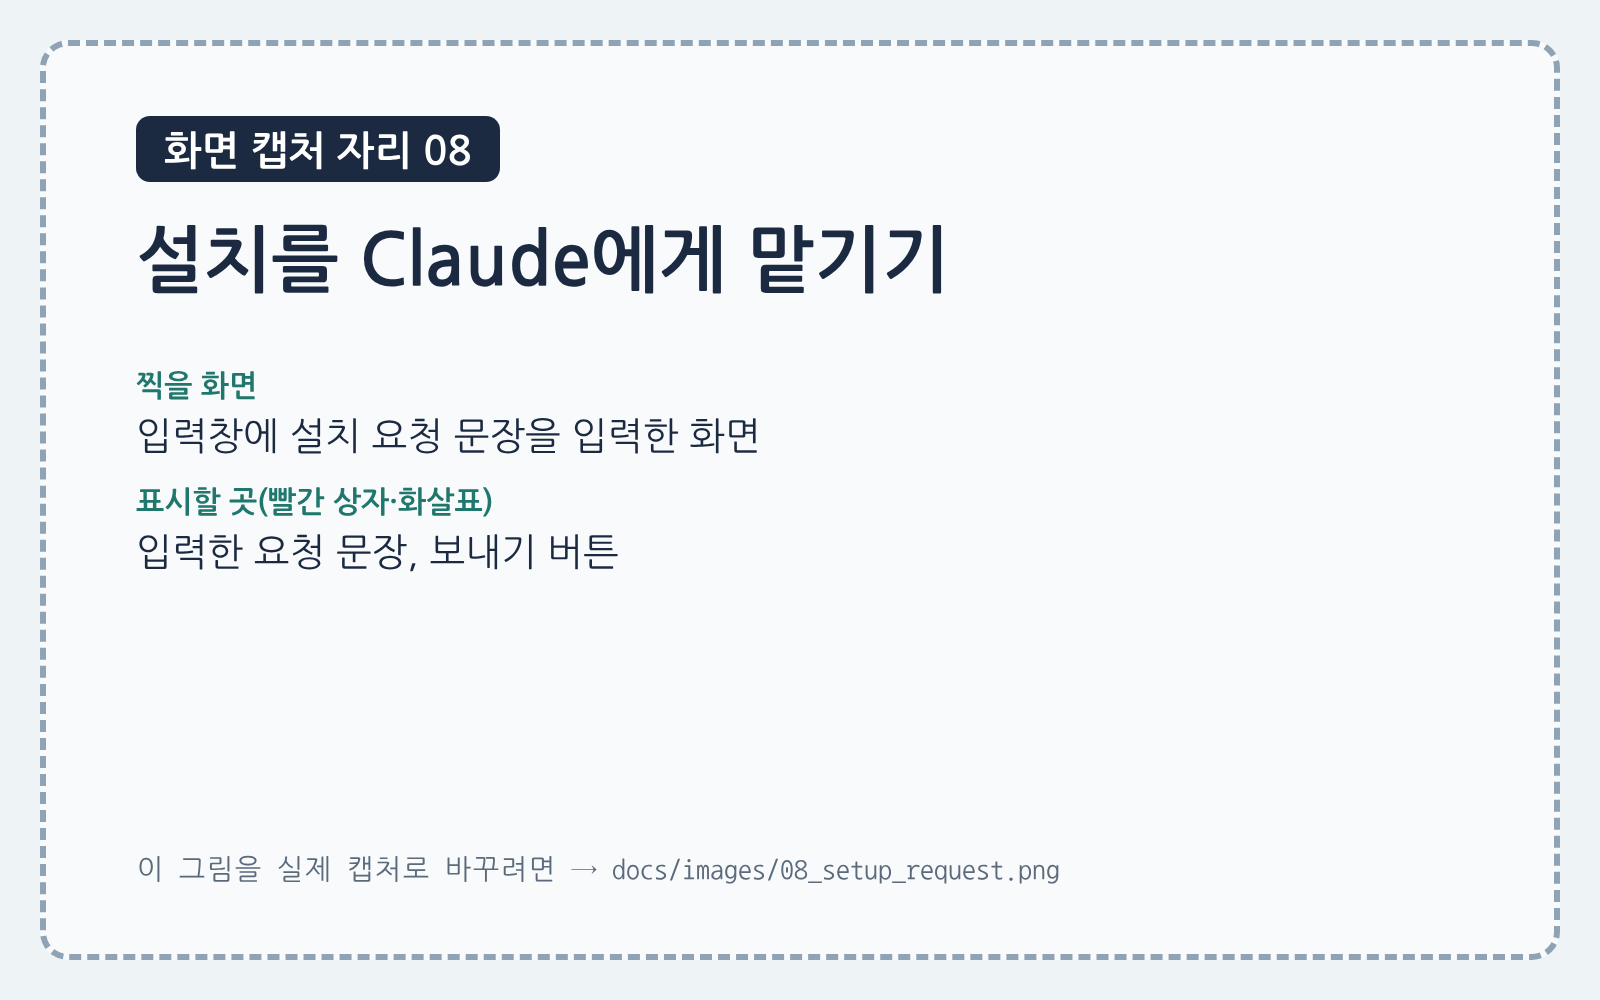 화면 캡처 자리 08
설치를 Claude에게 맡기기
찍을 화면
입력창에 설치 요청 문장을 입력한 화면
표시할 곳(빨간 상자·화살표)
입력한 요청 문장, 보내기 버튼
이 그림을 실제 캡처로 바꾸려면 → docs/images/08_setup_request.png